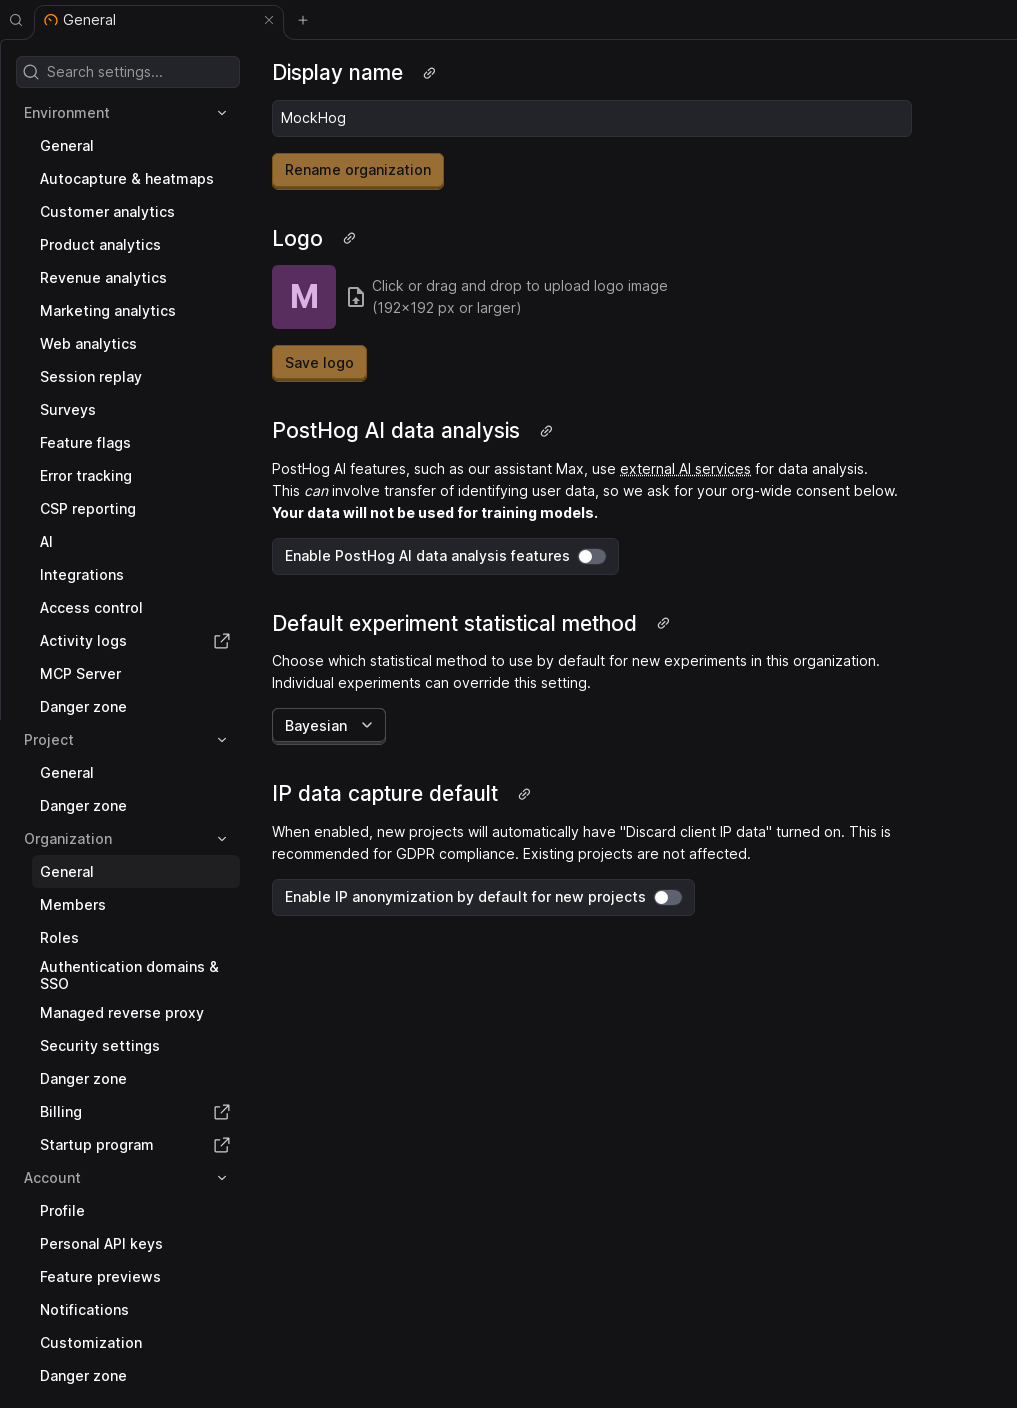 General
Search settings...
Environment
General
Autocapture & heatmaps
Customer analytics
Product analytics
Revenue analytics
Marketing analytics
Web analytics
Session replay
Surveys
Feature flags
Error tracking
CSP reporting
AI
Integrations
Access control
Activity logs
MCP Server
Danger zone
Project
General
Danger zone
Organization
General
Members
Roles
Authentication domains &
SSO
Managed reverse proxy
Security settings
Danger zone
Billing
Startup program
Account
Profile
Personal API keys
Feature previews
Notifications
Customization
Danger zone
Display name
MockHog
Rename organization
Logo
M
Click or drag and drop to upload logo image
(192x192 px or larger)
Save logo
PostHog AI data analysis
PostHog AI features, such as our assistant Max, use external AI services for data analysis.
This can involve transfer of identifying user data, so we ask for your org-wide consent below.
Your data will not be used for training models.
Enable PostHog AI data analysis features
Default experiment statistical method
Choose which statistical method to use by default for new experiments in this organization.
Individual experiments can override this setting.
Bayesian
IP data capture default
When enabled, new projects will automatically have "Discard client IP data" turned on. This is
recommended for GDPR compliance. Existing projects are not affected.
Enable IP anonymization by default for new projects